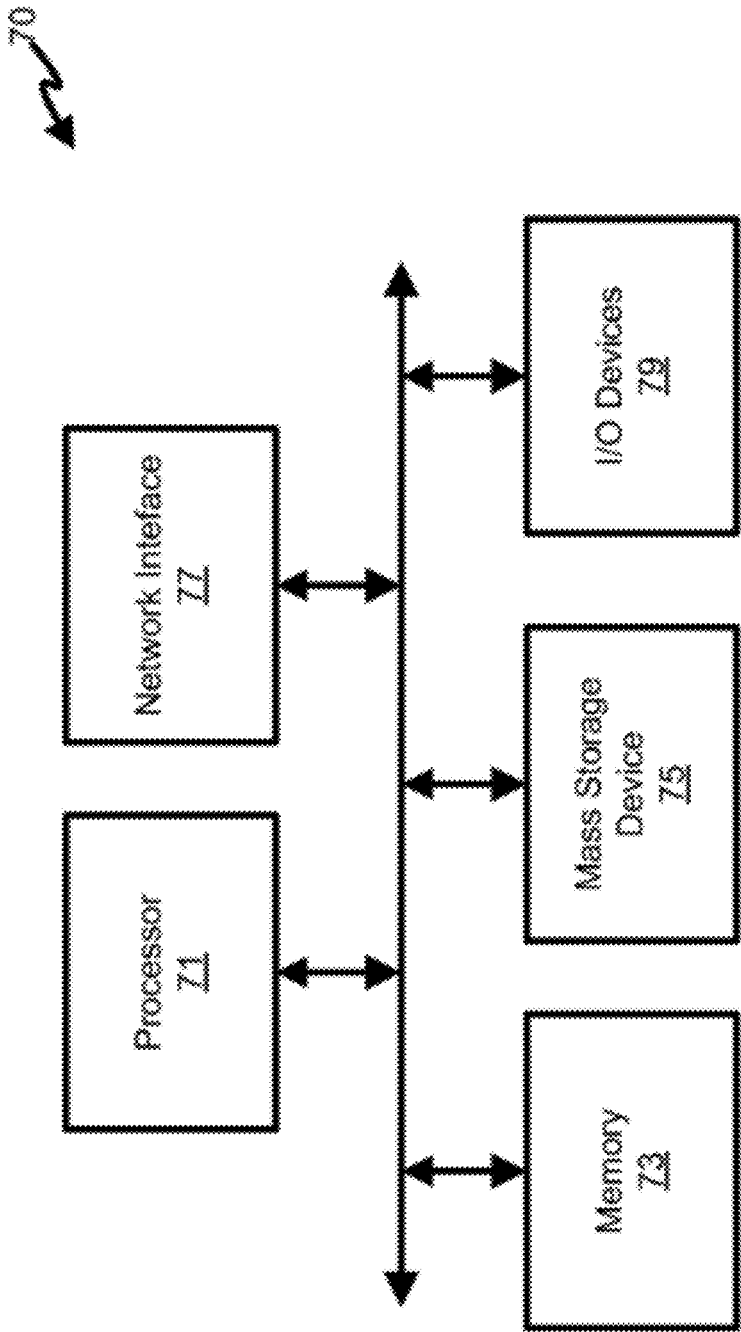 70
Processor
71
Network Inteface
77
Memory
73
Mass Storage
Device
75
I/O Devices
79